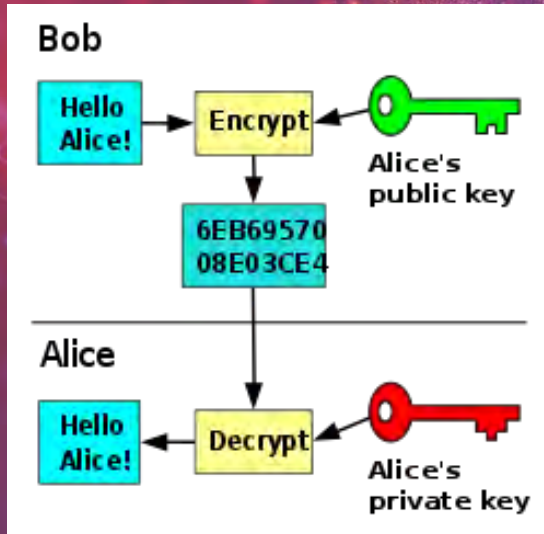 Bob
Hello
Alice!
Encrypt
Alice's
public key
6EB69570
08E03CE4
Alice
Hello
Alice!
Decrypt
Alice's
private key